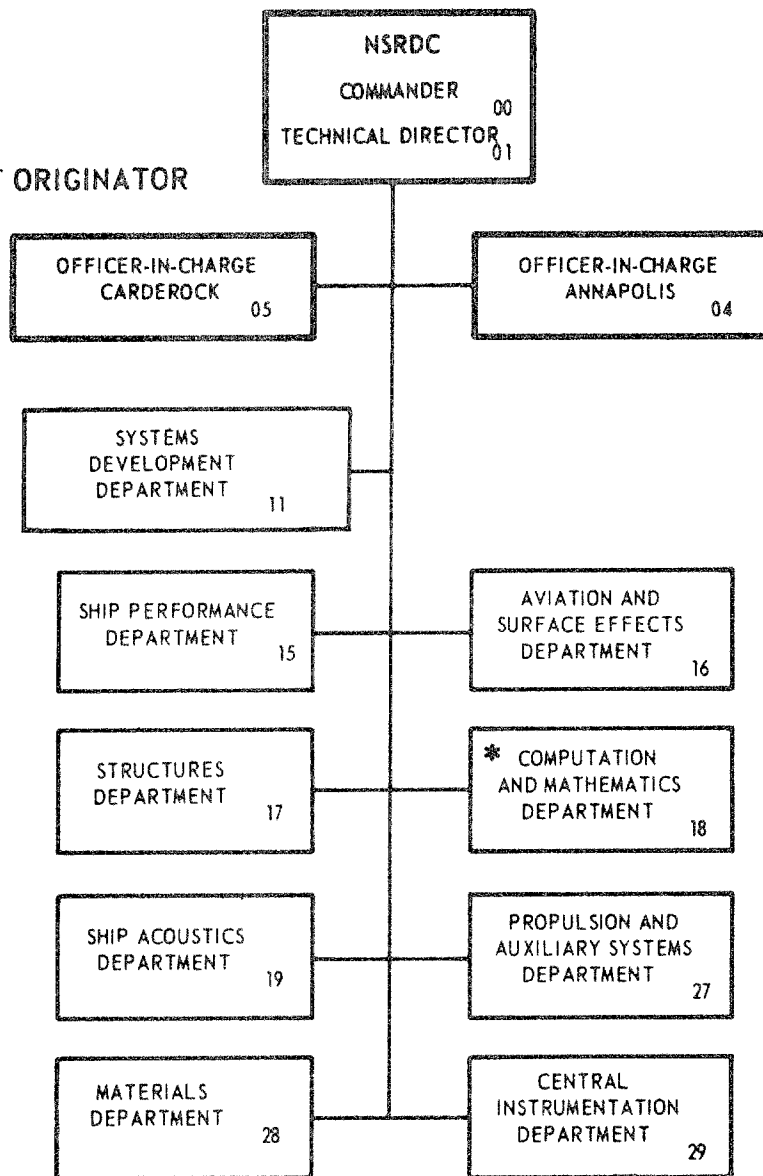 NSRDC
COMMANDER
00
TECHNICAL DIRECTOR
01
ORIGINATOR
OFFICER-IN-CHARGE
CARDEROCK
05
OFFICER-IN-CHARGE
ANNAPOLIS
04
SYSTEMS
DEVELOPMENT
DEPARTMENT
11
SHIP PERFORMANCE
DEPARTMENT
15
AVIATION AND
SURFACE EFFECTS
DEPARTMENT
16
STRUCTURES
DEPARTMENT
17
* COMPUTATION
AND MATHEMATICS
DEPARTMENT
18
SHIP ACOUSTICS
DEPARTMENT
19
PROPULSION AND
AUXILIARY SYSTEMS
DEPARTMENT
27
MATERIALS
DEPARTMENT
28
CENTRAL
INSTRUMENTATION
DEPARTMENT
29